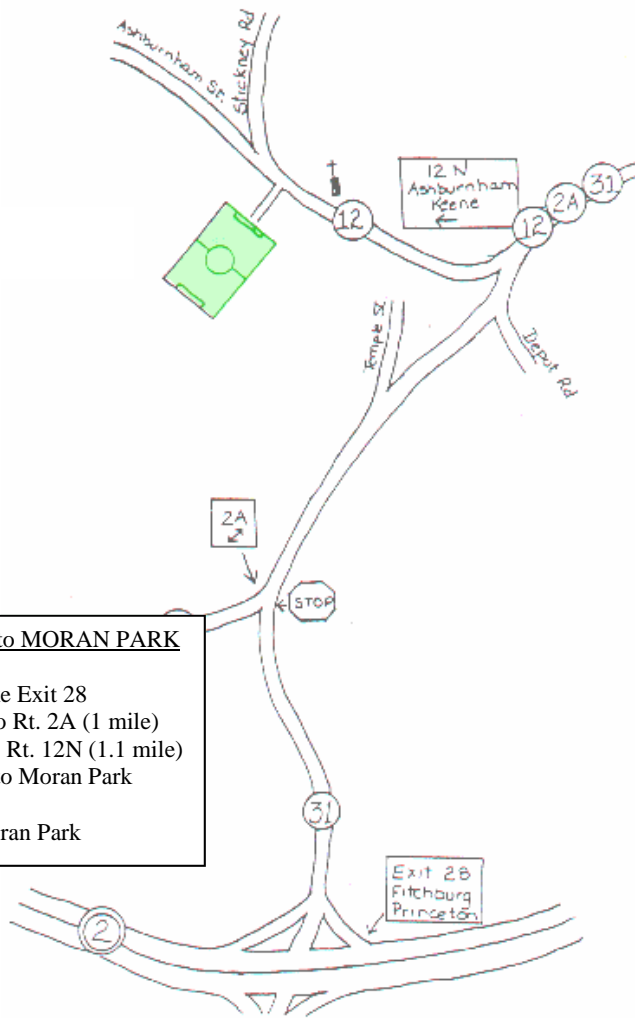 Stickney Rd
Ashburnham St.
12 N
Ashburnham
Keene
31
2A
12
12
Temple St
Depot Rd
2A
STOP
to MORAN PARK
e Exit 28
o Rt. 2A (1 mile)
Rt. 12N (1.1 mile)
o Moran Park
ran Park
31
Exit 28
Fitchburg
Princeton
2